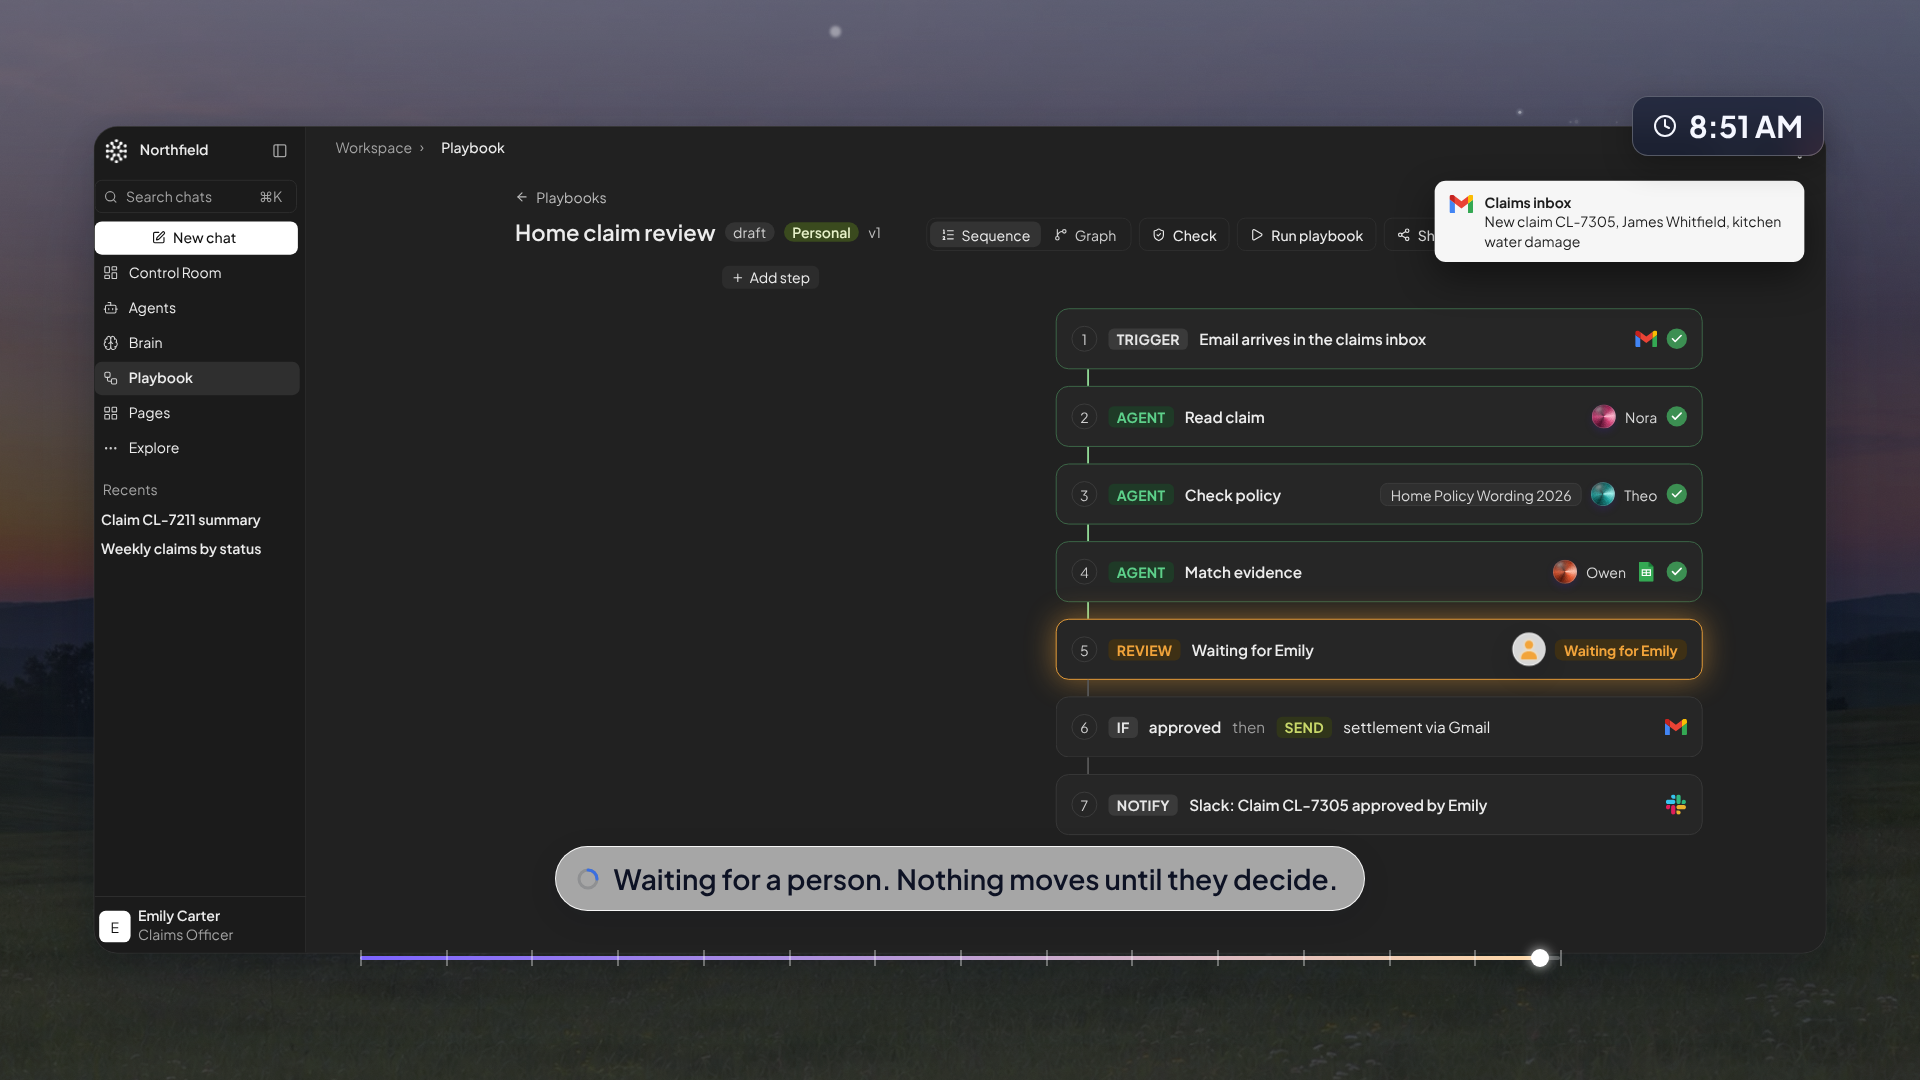 8:51 AM
Northfield
Search chats ⌘K
New chat
Control Room
Agents
Brain
Playbook
Pages
Explore
Recents
Claim CL-7211 summary
Weekly claims by status
E
Emily Carter
Claims Officer
Workspace › Playbook
Playbooks
Home claim review draft Personal v1
Sequence Graph Check Run playbook Sh
+ Add step
Claims inbox
New claim CL-7305, James Whitfield, kitchen
water damage
1 TRIGGER Email arrives in the claims inbox
2 AGENT Read claim Nora
3 AGENT Check policy Home Policy Wording 2026 Theo
4 AGENT Match evidence Owen
5 REVIEW Waiting for Emily Waiting for Emily
6 IF approved then SEND settlement via Gmail
7 NOTIFY Slack: Claim CL-7305 approved by Emily
Waiting for a person. Nothing moves until they decide.